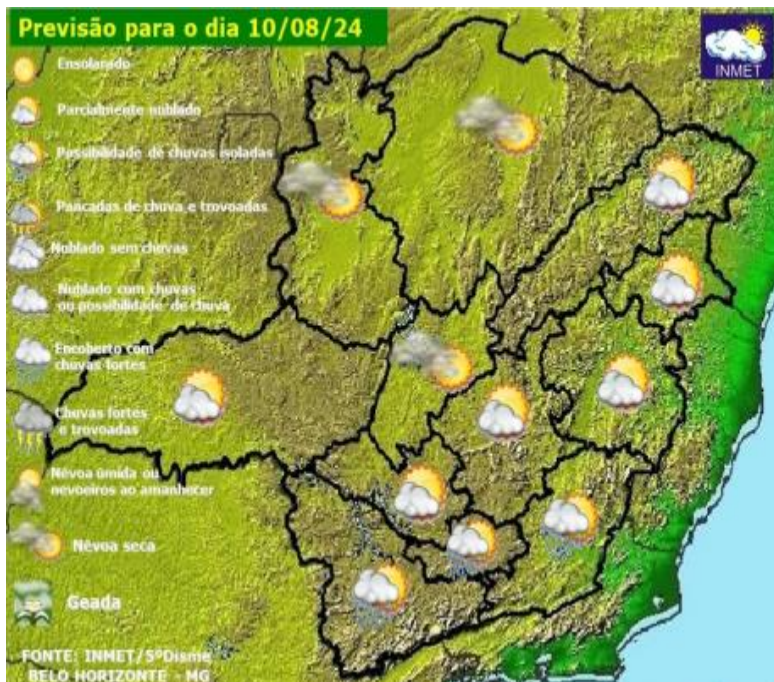 Previsão para o dia 10/08/24
INMET
Ensolarado
Parcialmente nublado
Possibilidade de chuvas isoladas
Pancadas de chuva e trovoadas
Noblado sem chuvas
Nublado com chuvas
ou possibilidade de chuva
Encoberto com
chuvas fortes
Chuvas fortes
e trovoadas
Névoa úmida ou
nevoeiros ao amanhecer
Névoa seca
Geada
FONTE: INMET/5ºDisme
BELO HORIZONTE - MG